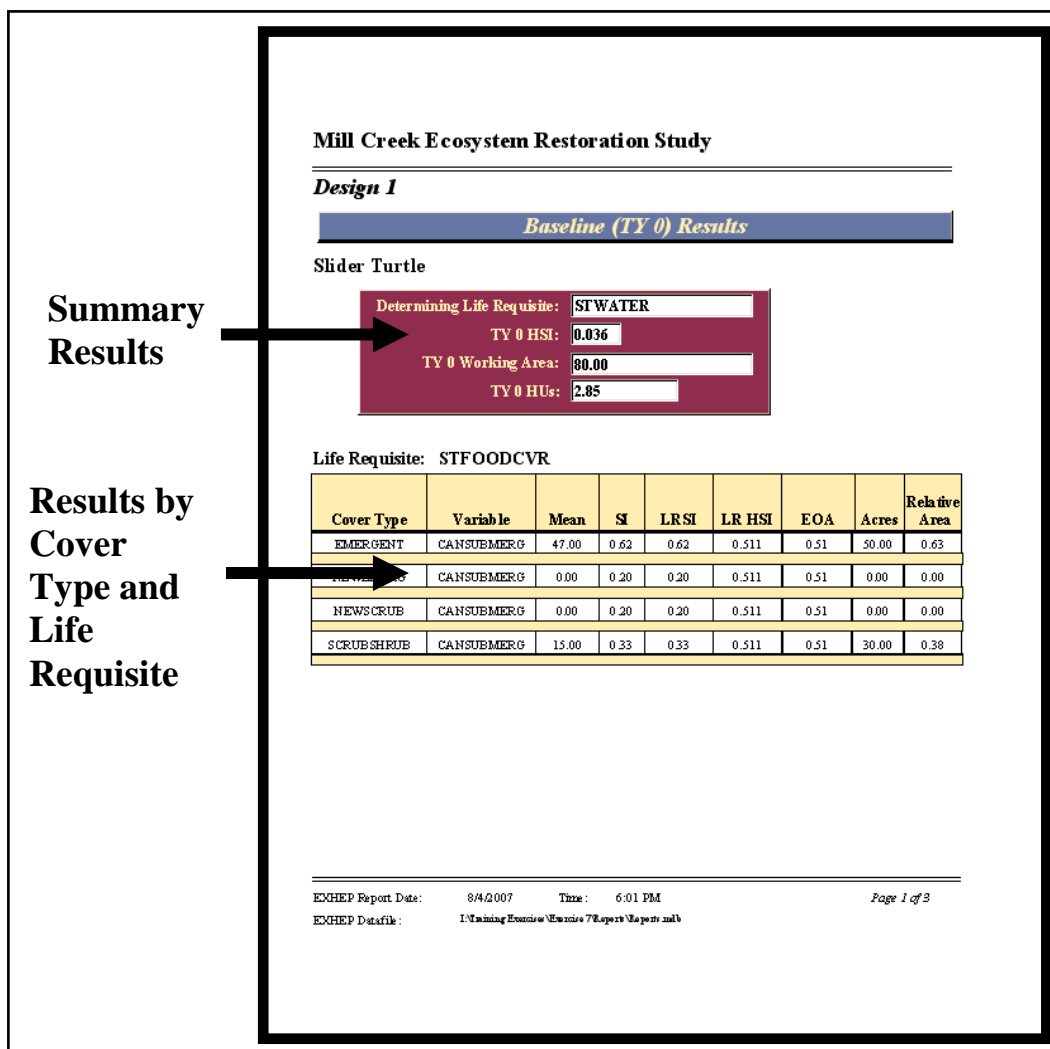 Mill Creek Ecosystem Restoration Study
Design 1
Baseline (TY 0) Results
Slider Turtle
Summary
Results
Determining Life Requisite: STWATER
TY 0 HSI: 0.036
TY 0 Working Area: 80.00
TY 0 HUs: 2.85
Life Requisite: STFOODCVR
Results by
Cover
Type and
Life
Requisite
Cover Type Variable Mean SI LRSI LR HSI EOA Acres Relative Area
EMERGENT CANSUBMERG 47.00 0.62 0.62 0.511 0.51 50.00 0.63
CANSUBMERG 0.00 0.20 0.20 0.511 0.51 0.00 0.00
NEWSCRUB CANSUBMERG 0.00 0.20 0.20 0.511 0.51 0.00 0.00
SCRUBSHRUB CANSUBMERG 15.00 0.33 0.33 0.511 0.51 30.00 0.38
EXHEP Report Date: 8/4/2007 Time: 6:01 PM Page 1 of 3
EXHEP Datafile: I:\Training Exercises\Exercise 7\Reports\Reports.mdb